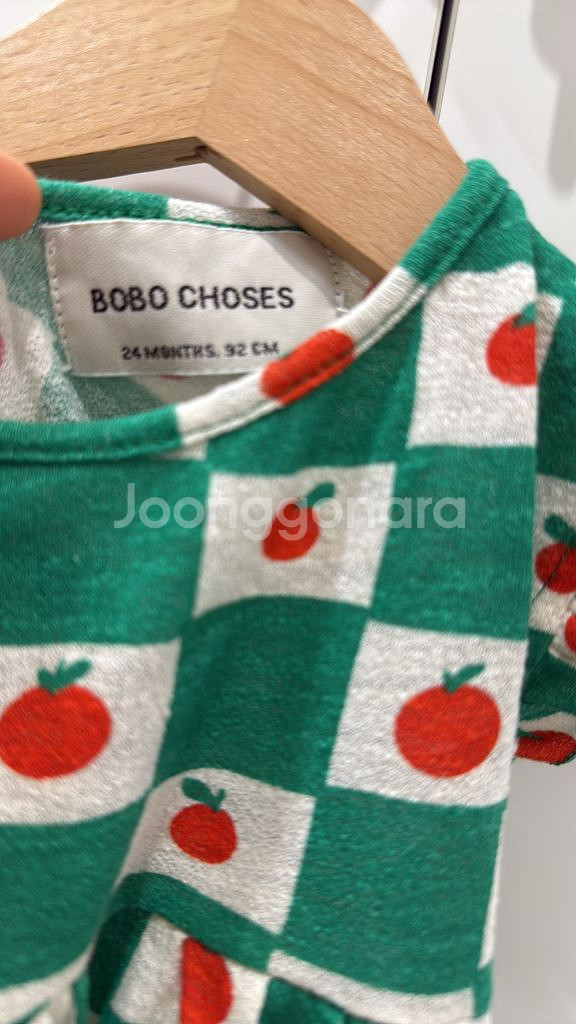 BOBO CHOSES
24 MONTHS. 92 CM
Joonggonara